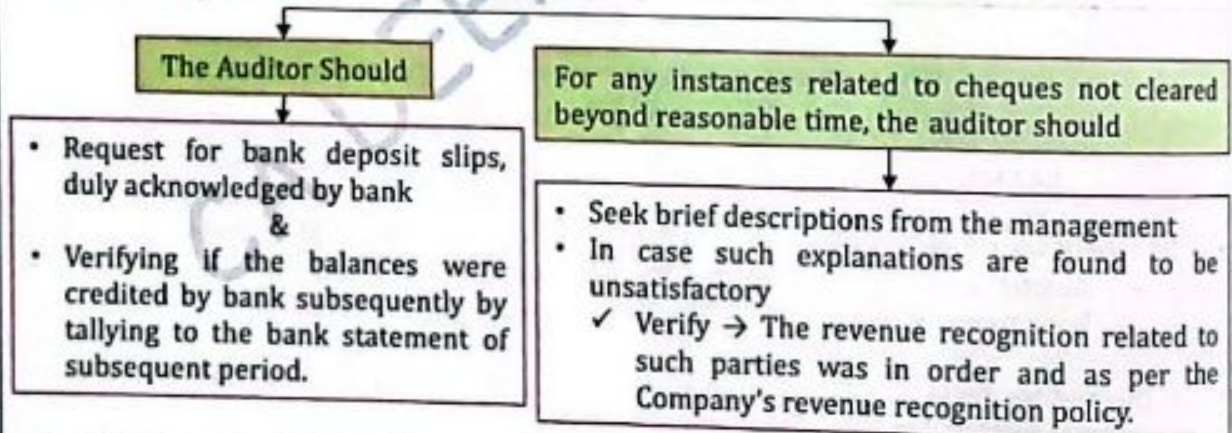 The Auditor Should
• Request for bank deposit slips,
duly acknowledged by bank
&
• Verifying if the balances were
credited by bank subsequently by
tallying to the bank statement of
subsequent period.
For any instances related to cheques not cleared
beyond reasonable time, the auditor should
• Seek brief descriptions from the management
• In case such explanations are found to be
unsatisfactory
✓ Verify → The revenue recognition related to
such parties was in order and as per the
Company's revenue recognition policy.